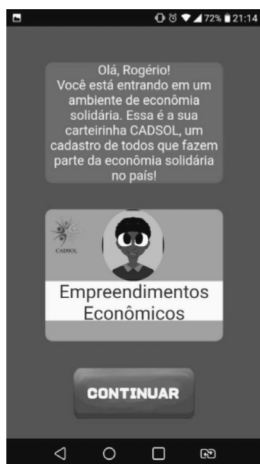 72% 21:14
Olá, Rogério!
Você está entrando em um
ambiente de econômia
solidária. Essa é a sua
carteirinha CADSOL, um
cadastro de todos que fazem
parte da econômia solidária
no país!
CADSOL
Empreendimentos
Econômicos
CONTINUAR